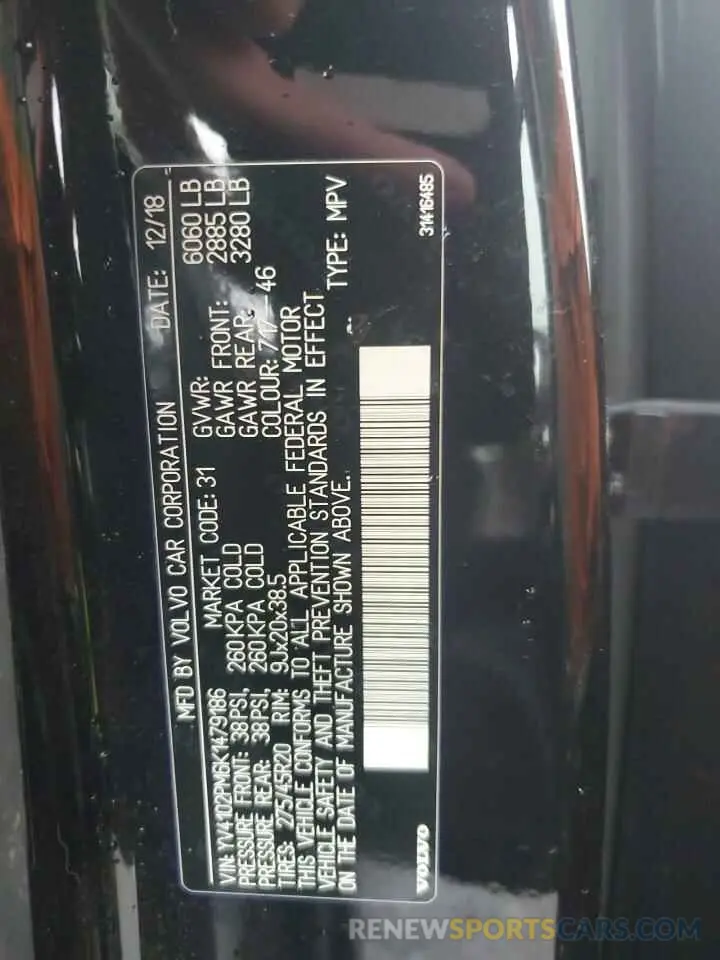 MFD BY VOLVO CAR CORPORATION DATE: 12/18
VIN: YV4102PM6K1479186 MARKET CODE: 31 GVWR: 6060 LB
PRESSURE FRONT: 38PSI, 260KPA COLD GAWR FRONT: 2885 LB
PRESSURE REAR: 38PSI, 260KPA COLD GAWR REAR: 3280 LB
TIRES: 275/45R20 RIM: 9Jx20x38.5 COLOUR: 46
THIS VEHICLE CONFORMS TO ALL APPLICABLE FEDERAL MOTOR
VEHICLE SAFETY AND THEFT PREVENTION STANDARDS IN EFFECT
ON THE DATE OF MANUFACTURE SHOWN ABOVE. TYPE: MPV
VOLVO 31416485
RENEWSPORTSCARS.COM